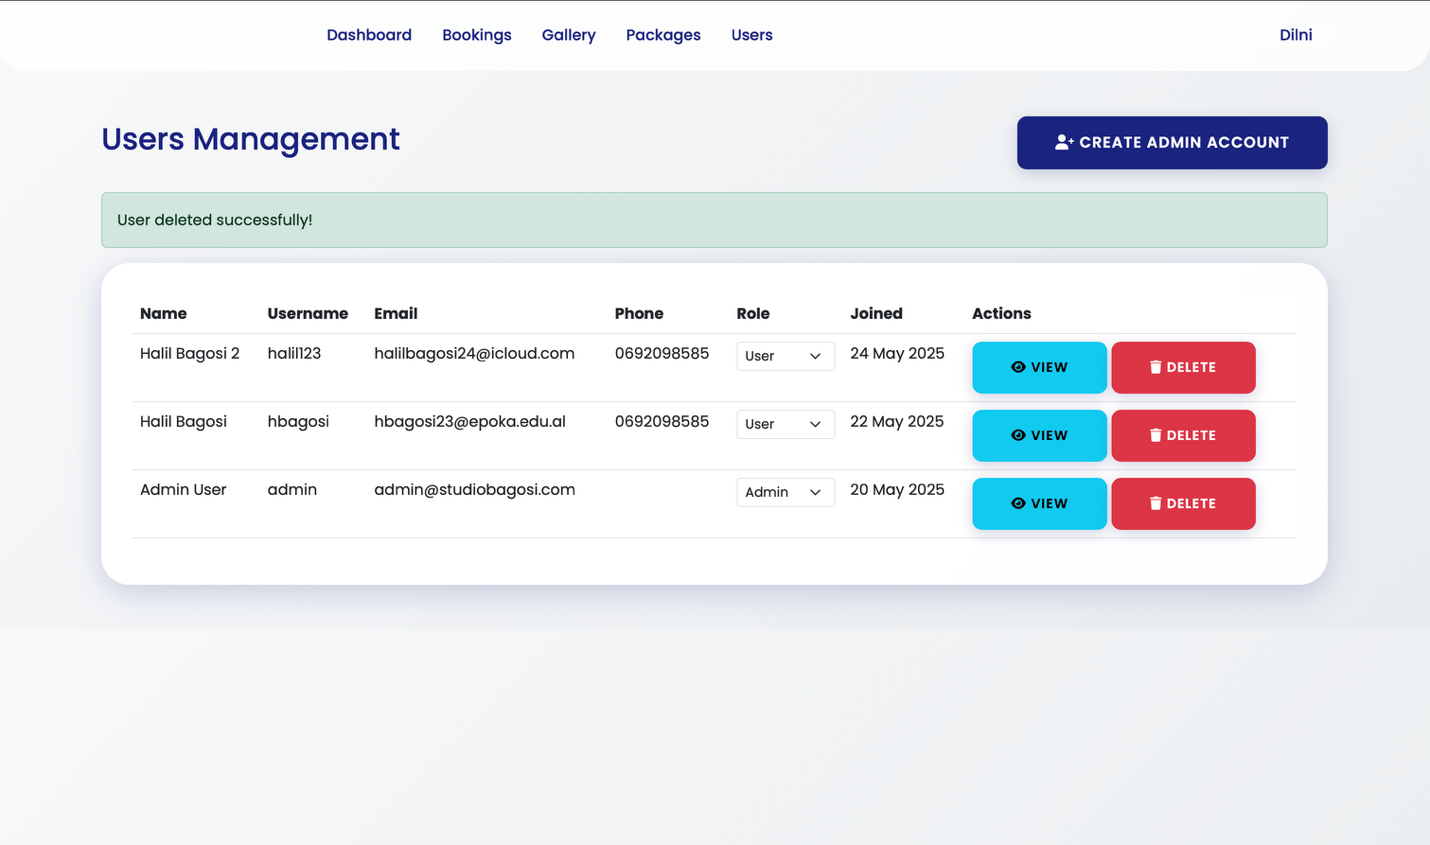 Dashboard Bookings Gallery Packages Users Dilni
Users Management
CREATE ADMIN ACCOUNT
User deleted successfully!
Name Username Email Phone Role Joined Actions
Halil Bagosi 2 halil123 halilbagosi24@icloud.com 0692098585 User 24 May 2025 VIEW DELETE
Halil Bagosi hbagosi hbagosi23@epoka.edu.al 0692098585 User 22 May 2025 VIEW DELETE
Admin User admin admin@studiobagosi.com Admin 20 May 2025 VIEW DELETE